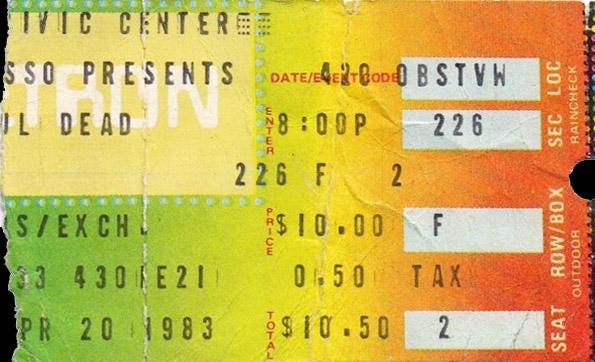 IVIC CENTER
SSO PRESENTS
TRON
DATE/EVENT CODE
420 OBSTVW
UL DEAD
ENTER
8:00P 226
226 F 2
S/EXCH.
PRICE
$10.00 F
33 430 E21
0.50 TAX
PR 20 1983
TOTAL
$10.50 2
SEC LOC
RAINCHECK
ROW/BOX
OUTDOOR
SEAT